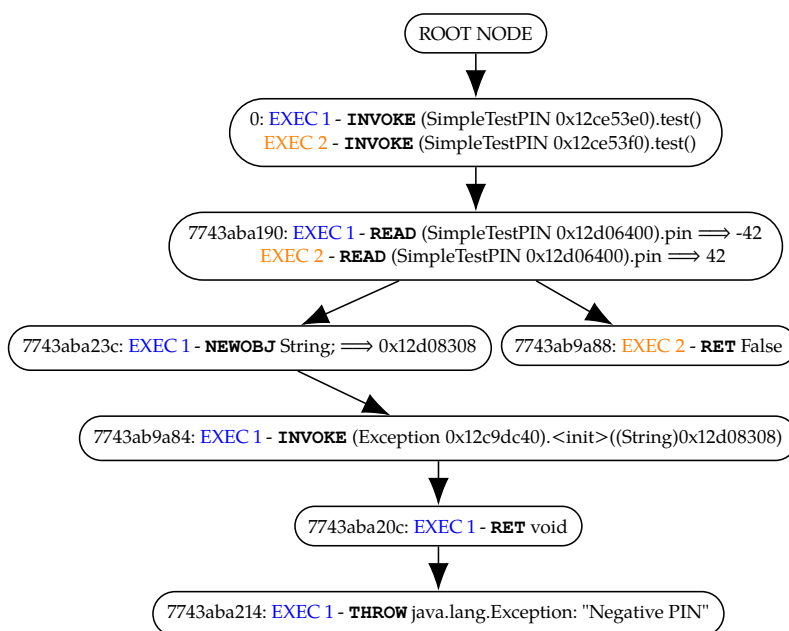 ROOT NODE
0: EXEC 1 - INVOKE (SimpleTestPIN 0x12ce53e0).test()
EXEC 2 - INVOKE (SimpleTestPIN 0x12ce53f0).test()
7743aba190: EXEC 1 - READ (SimpleTestPIN 0x12d06400).pin ⟹ -42
EXEC 2 - READ (SimpleTestPIN 0x12d06400).pin ⟹ 42
7743aba23c: EXEC 1 - NEWOBJ String; ⟹ 0x12d08308
7743ab9a88: EXEC 2 - RET False
7743ab9a84: EXEC 1 - INVOKE (Exception 0x12c9dc40).<init>((String)0x12d08308)
7743aba20c: EXEC 1 - RET void
7743aba214: EXEC 1 - THROW java.lang.Exception: "Negative PIN"